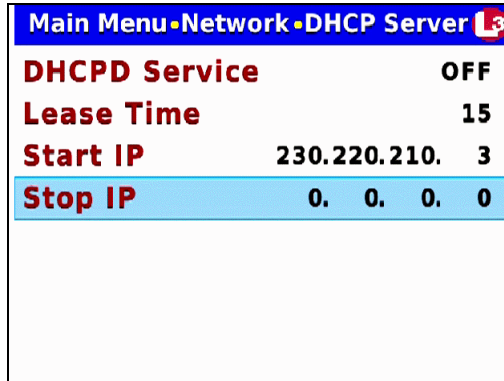 Main Menu•Network•DHCP Server L3
DHCPD Service OFF
Lease Time 15
Start IP 230.220.210. 3
Stop IP 0. 0. 0. 0